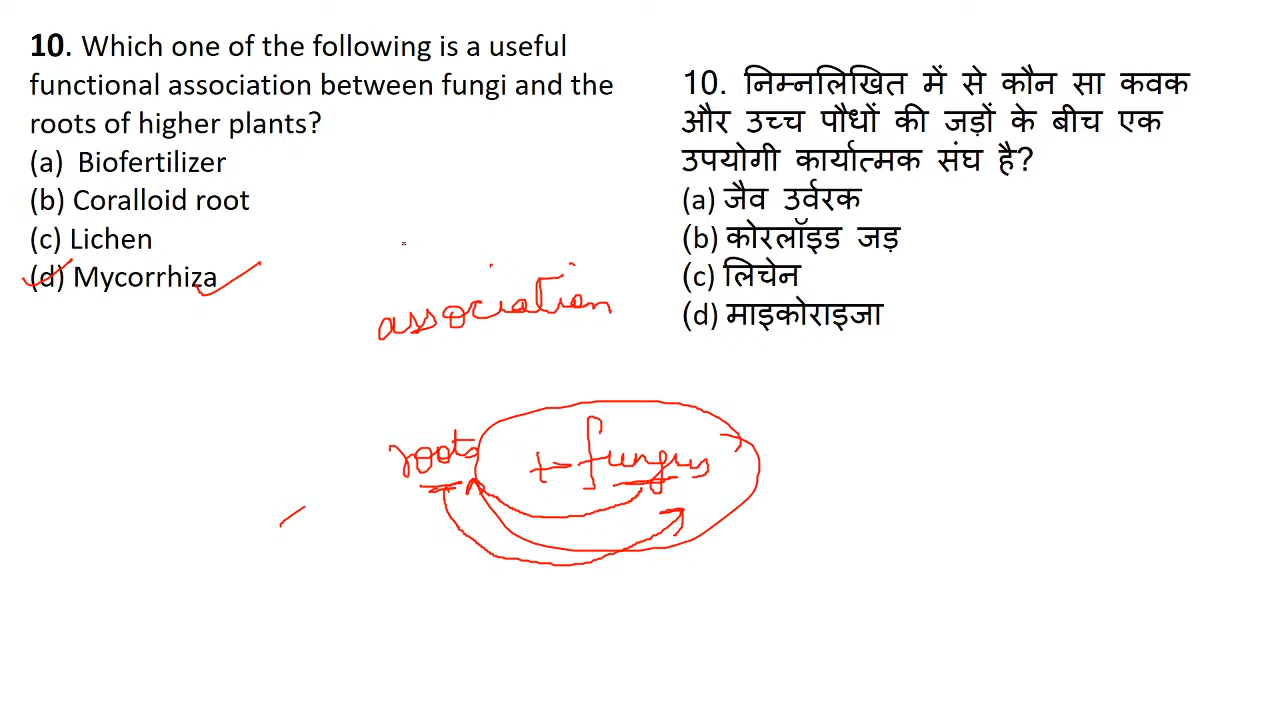 10. Which one of the following is a useful
functional association between fungi and the
roots of higher plants?
(a) Biofertilizer
(b) Coralloid root
(c) Lichen
(d) Mycorrhiza
10. निम्नलिखित में से कौन सा कवक
और उच्च पौधों की जड़ों के बीच एक
उपयोगी कार्यात्मक संघ है?
(a) जैव उर्वरक
(b) कोरलॉइड जड़
(c) लिचेन
(d) माइकोराइजा
association
roots + fungus